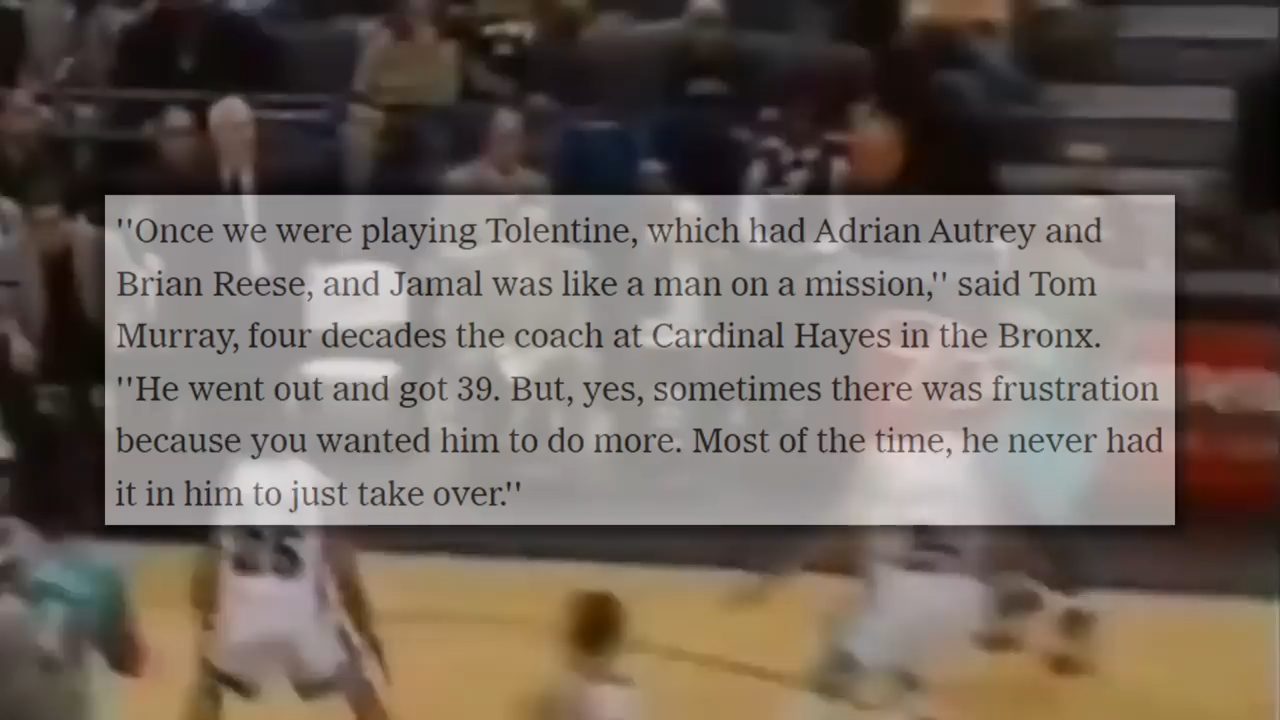 ''Once we were playing Tolentine, which had Adrian Autrey and
Brian Reese, and Jamal was like a man on a mission,'' said Tom
Murray, four decades the coach at Cardinal Hayes in the Bronx.
''He went out and got 39. But, yes, sometimes there was frustration
because you wanted him to do more. Most of the time, he never had
it in him to just take over.''